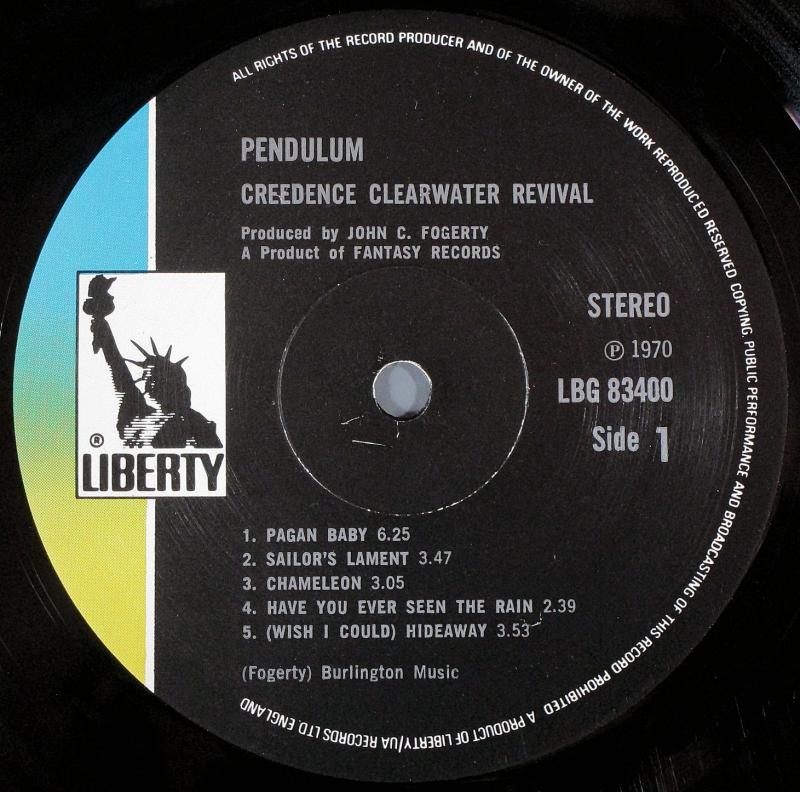 ALL RIGHTS OF THE RECORD PRODUCER AND OF THE OWNER OF THE WORK REPRODUCED RESERVED COPYING PUBLIC PERFORMANCE AND BROADCASTING OF THIS RECORD PROHIBITED A PRODUCT OF LIBERTY/UA RECORDS LTD. ENGLAND
PENDULUM
CREEDENCE CLEARWATER REVIVAL
Produced by JOHN C. FOGERTY
A Product of FANTASY RECORDS
STEREO
℗ 1970
LBG 83400
Side 1
®
LIBERTY
1. PAGAN BABY 6.25
2. SAILOR'S LAMENT 3.47
3. CHAMELEON 3.05
4. HAVE YOU EVER SEEN THE RAIN 2.39
5. (WISH I COULD) HIDEAWAY 3.53
(Fogerty) Burlington Music